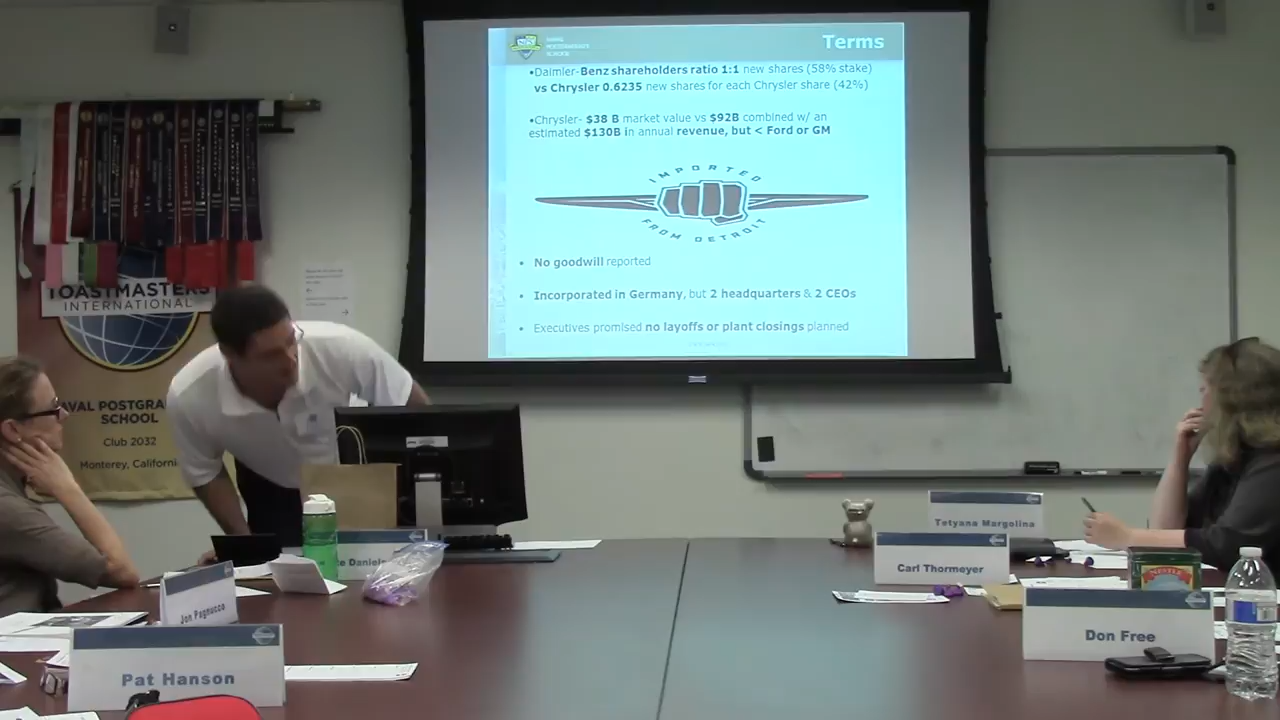 Terms
•Daimler-Benz shareholders ratio 1:1 new shares (58% stake)
vs Chrysler 0.6235 new shares for each Chrysler share (42%)
•Chrysler- $38 B market value vs $92B combined w/ an
estimated $130B in annual revenue, but < Ford or GM
IMPORTED
FROM DETROIT
• No goodwill reported
• Incorporated in Germany, but 2 headquarters & 2 CEOs
• Executives promised no layoffs or plant closings planned
TOASTMASTERS
INTERNATIONAL
AVAL POSTGRA
SCHOOL
Club 2032
Monterey, California
Tetyana Margolina
Carl Thormeyer
Don Free
Jon Pagnucco
Pat Hanson
NESTLE